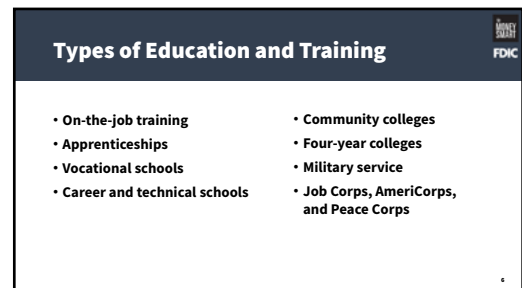 Types of Education and Training
MONEY
SMART
FDIC
• On-the-job training
• Apprenticeships
• Vocational schools
• Career and technical schools
• Community colleges
• Four-year colleges
• Military service
• Job Corps, AmeriCorps,
and Peace Corps
6